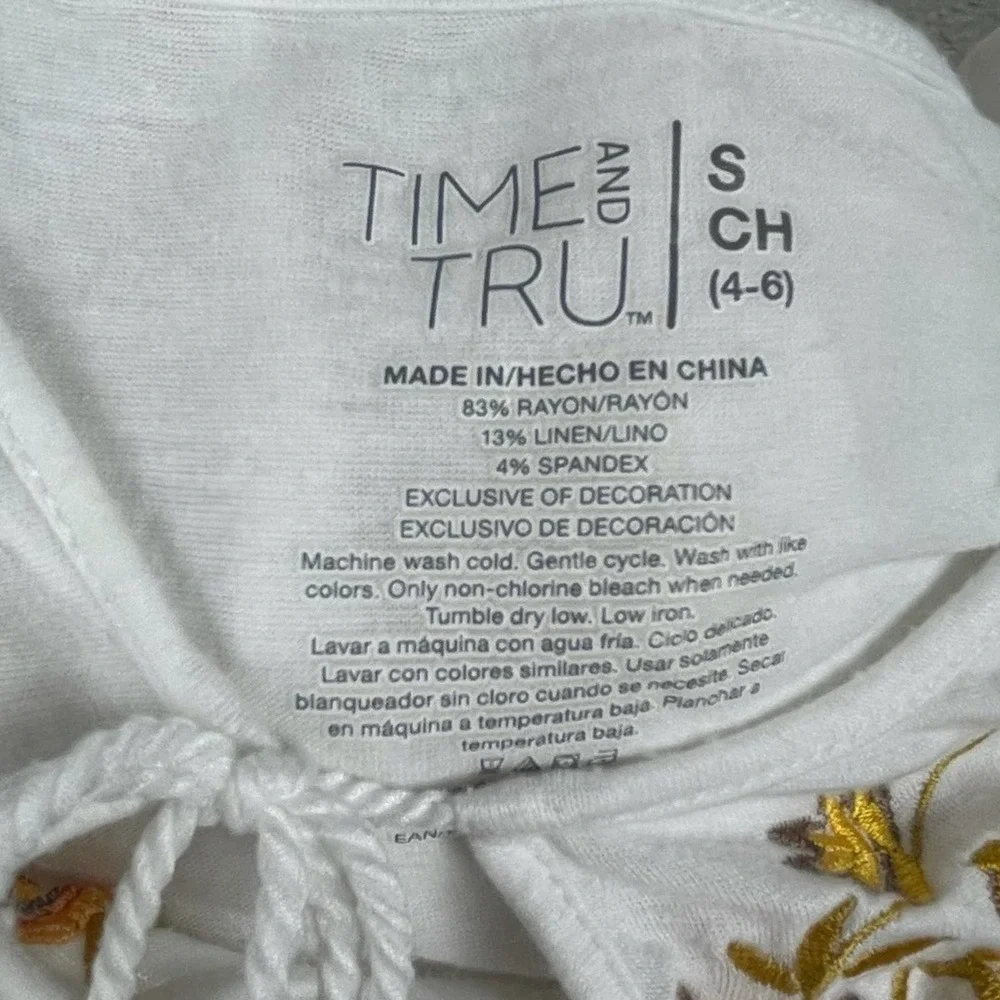 TIME AND
TRU™
S
CH
(4-6)
MADE IN/HECHO EN CHINA
83% RAYON/RAYÓN
13% LINEN/LINO
4% SPANDEX
EXCLUSIVE OF DECORATION
EXCLUSIVO DE DECORACIÓN
Machine wash cold. Gentle cycle. Wash with like
colors. Only non-chlorine bleach when needed.
Tumble dry low. Low iron.
Lavar a máquina con agua fría. Ciclo delicado.
Lavar con colores similares. Usar solamente
blanqueador sin cloro cuando se necesite. Secar
en máquina a temperatura baja. Planchar a
temperatura baja.
EAN/